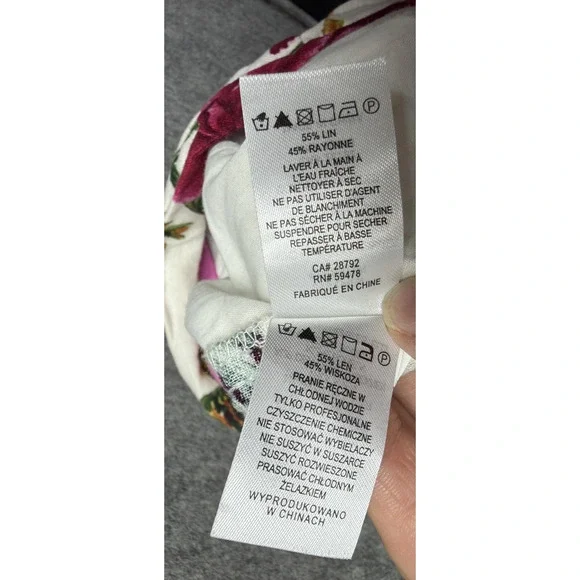 P
55% LIN
45% RAYONNE
LAVER À LA MAIN À
L'EAU FRAÎCHE
NETTOYER À SEC
NE PAS UTILISER D'AGENT
DE BLANCHIMENT
NE PAS SÉCHER À LA MACHINE
SUSPENDRE POUR SECHER
REPASSER À BASSE
TEMPÉRATURE
CA# 28792
RN# 59478
FABRIQUÉ EN CHINE
P
55% LEN
45% WISKOZA
PRANIE RĘCZNE W
CHŁODNEJ WODZIE
TYLKO PROFESJONALNE
CZYSZCZENIE CHEMICZNE
NIE STOSOWAĆ WYBIELACZY
NIE SUSZYĆ W SUSZARCE
SUSZYĆ ROZWIESZONE
PRASOWAĆ CHŁODNYM
ŻELAZKIEM
WYPRODUKOWANO
W CHINACH